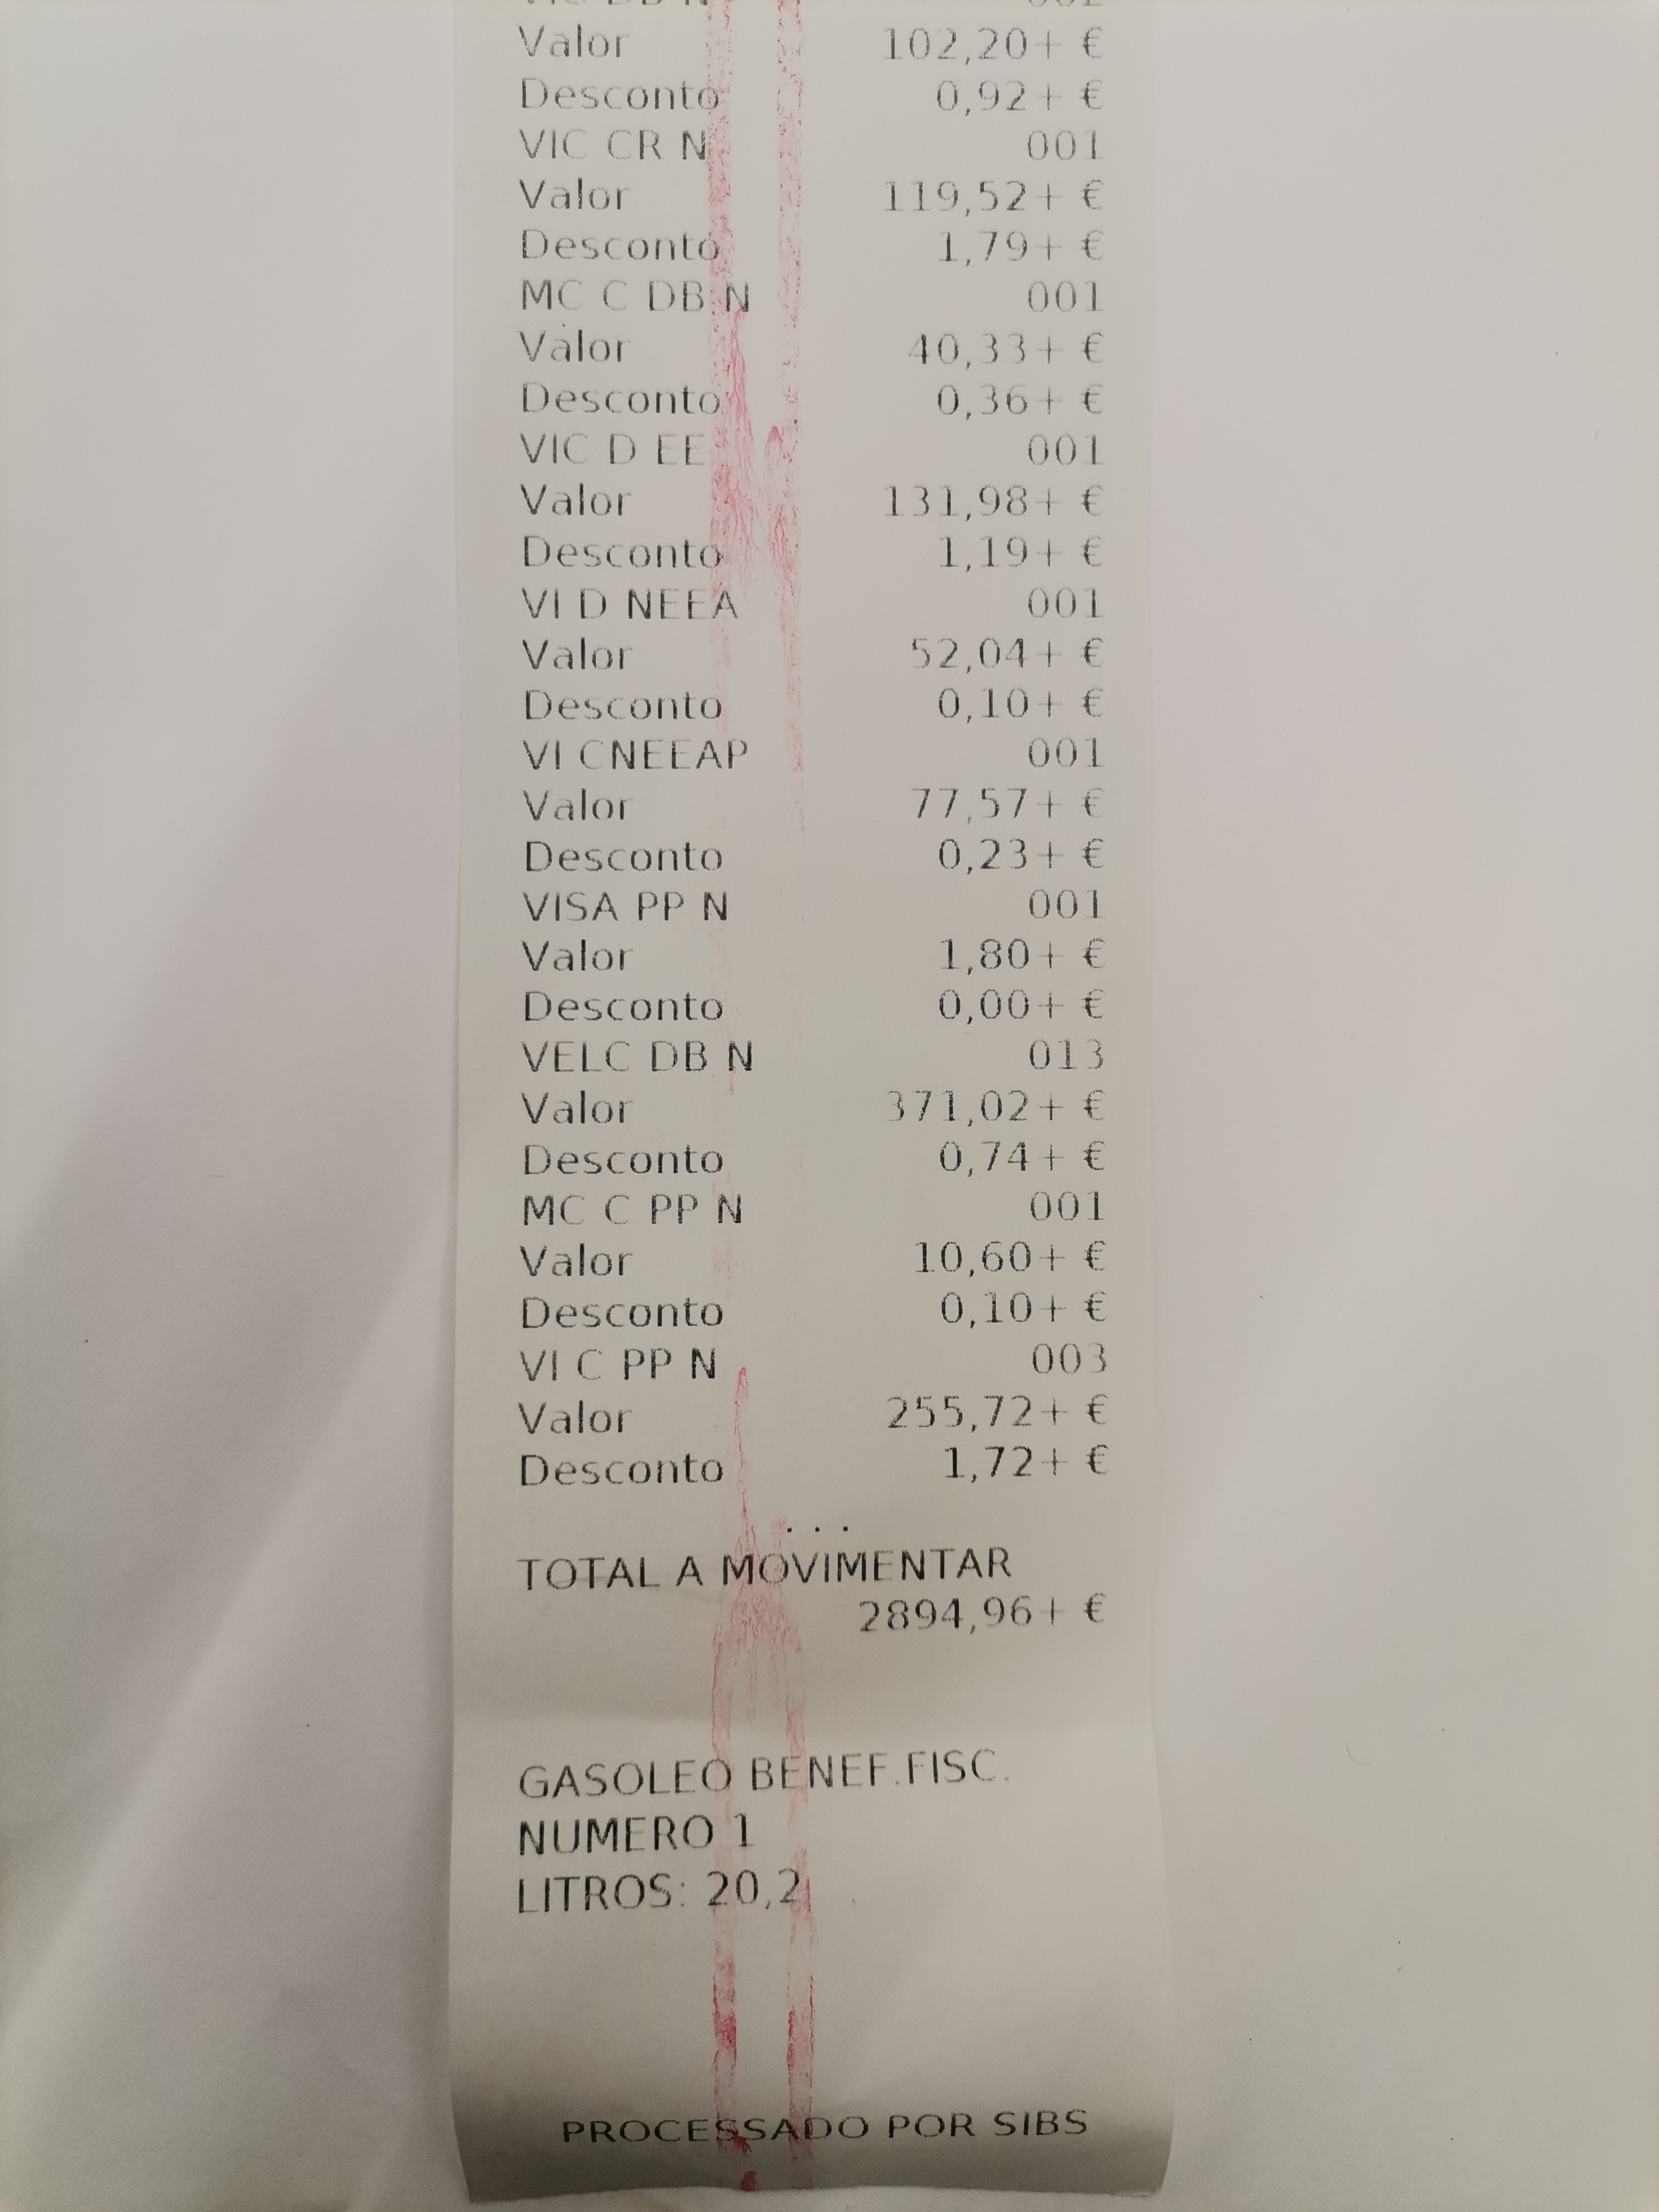 Valor 102,20+ €
Desconto 0,92+ €
VIC CR N 001
Valor 119,52+ €
Desconto 1,79+ €
MC C DB N 001
Valor 40,33+ €
Desconto 0,36+ €
VIC D EE 001
Valor 131,98+ €
Desconto 1,19+ €
VI D NEEA 001
Valor 52,04+ €
Desconto 0,10+ €
VI CNEEAP 001
Valor 77,57+ €
Desconto 0,23+ €
VISA PP N 001
Valor 1,80+ €
Desconto 0,00+ €
VELC DB N 013
Valor 371,02+ €
Desconto 0,74+ €
MC C PP N 001
Valor 10,60+ €
Desconto 0,10+ €
VI C PP N 003
Valor 255,72+ €
Desconto 1,72+ €
...
TOTAL A MOVIMENTAR
2894,96+ €
GASOLEO BENEF.FISC.
NUMERO 1
LITROS: 20,2
PROCESSADO POR SIBS